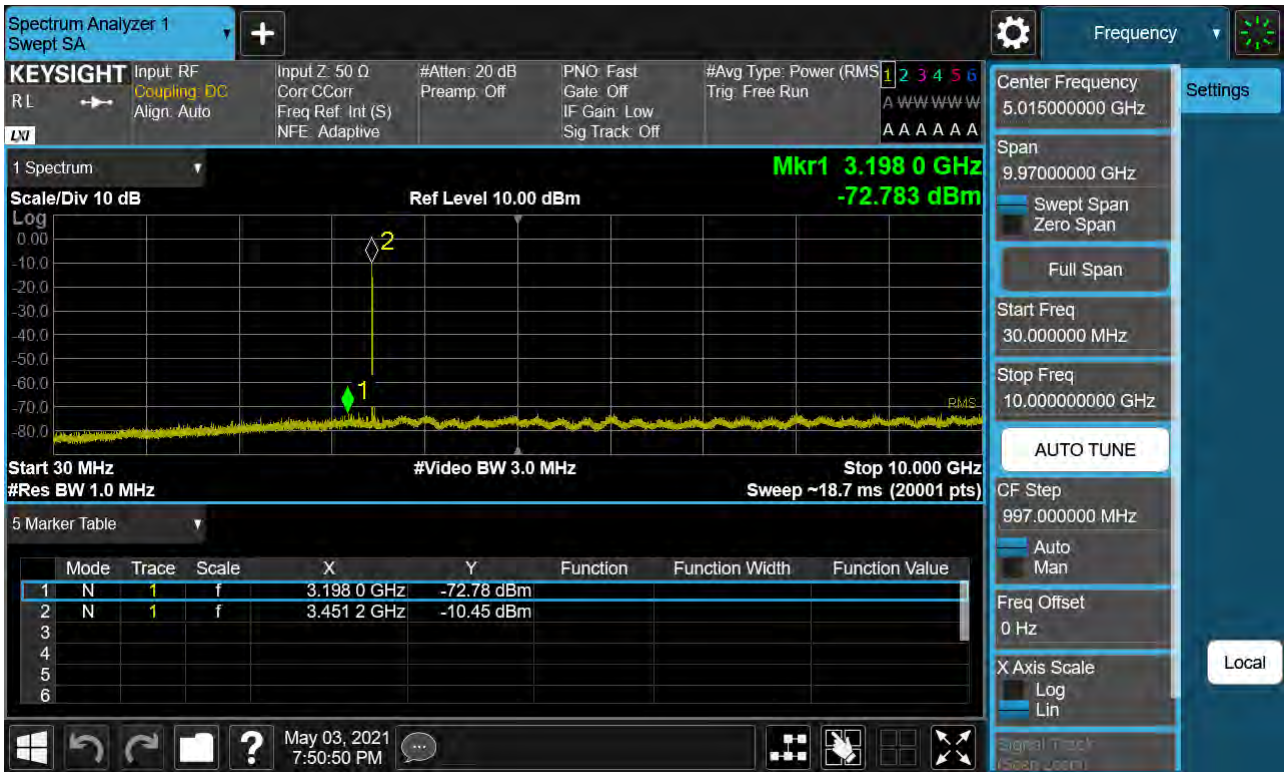 Spectrum Analyzer 1
Swept SA
Frequency
KEYSIGHT
RL
LXI
Input: RF
Coupling: DC
Align: Auto
Input Z: 50 Ω
Corr CCorr
Freq Ref: Int (S)
NFE: Adaptive
#Atten: 20 dB
Preamp: Off
PNO: Fast
Gate: Off
IF Gain: Low
Sig Track: Off
#Avg Type: Power (RMS
Trig: Free Run
1 2 3 4 5 6
A W W W W W
A A A A A A
1 Spectrum
Mkr1 3.198 0 GHz
Scale/Div 10 dB
Ref Level 10.00 dBm
-72.783 dBm
Log
0.00
-10.0
-20.0
-30.0
-40.0
-50.0
-60.0
-70.0
-80.0
2
1
RMS
Start 30 MHz
#Video BW 3.0 MHz
Stop 10.000 GHz
#Res BW 1.0 MHz
Sweep ~18.7 ms (20001 pts)
5 Marker Table
Mode Trace Scale X Y Function Function Width Function Value
1 N 1 f 3.198 0 GHz -72.78 dBm
2 N 1 f 3.451 2 GHz -10.45 dBm
3
4
5
6
May 03, 2021
7:50:50 PM
Center Frequency
5.015000000 GHz
Span
9.97000000 GHz
Swept Span
Zero Span
Full Span
Start Freq
30.000000 MHz
Stop Freq
10.000000000 GHz
AUTO TUNE
CF Step
997.000000 MHz
Auto
Man
Freq Offset
0 Hz
X Axis Scale
Log
Lin
Signal Track
(Span Zoom)
Settings
Local